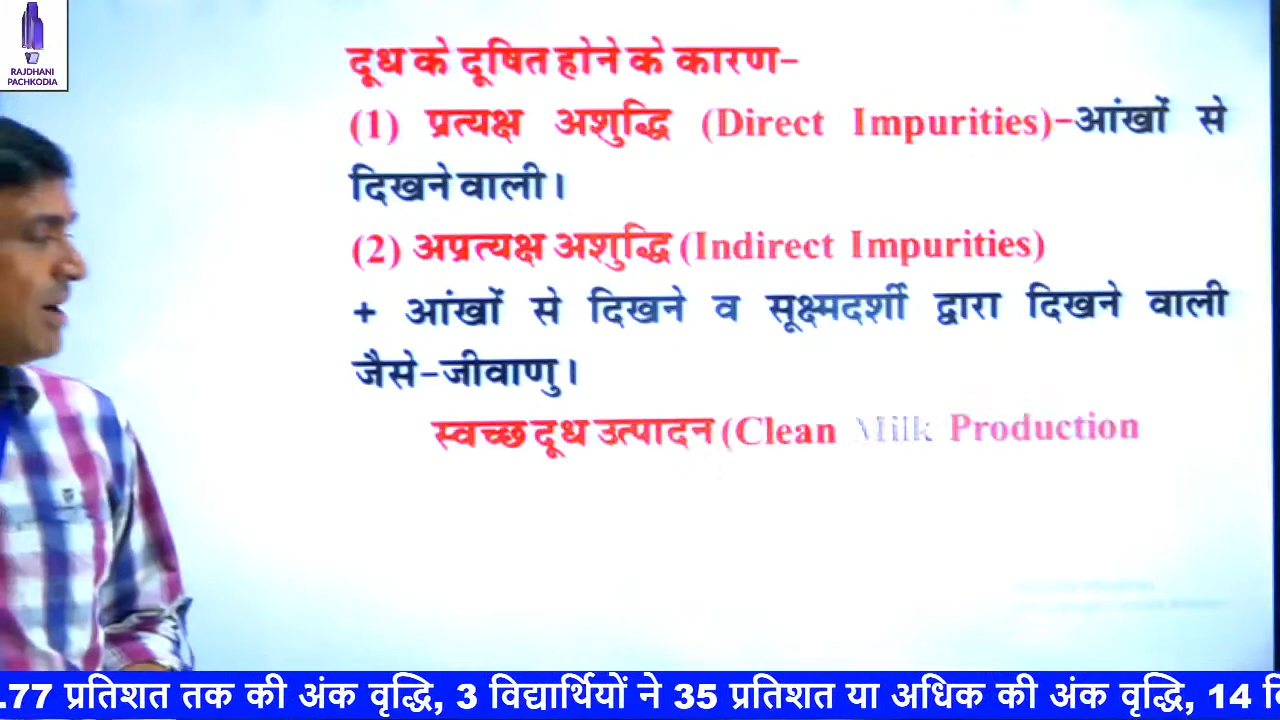 RAJDHANI
PACHKODIA
दूध के दूषित होने के कारण-
(1) प्रत्यक्ष अशुद्धि (Direct Impurities)-आंखों से
दिखने वाली।
(2) अप्रत्यक्ष अशुद्धि (Indirect Impurities)
+ आंखों से दिखने व सूक्ष्मदर्शी द्वारा दिखने वाली
जैसे-जीवाणु।
स्वच्छ दूध उत्पादन (Clean Milk Production
.77 प्रतिशत तक की अंक वृद्धि, 3 विद्यार्थियों ने 35 प्रतिशत या अधिक की अंक वृद्धि, 14